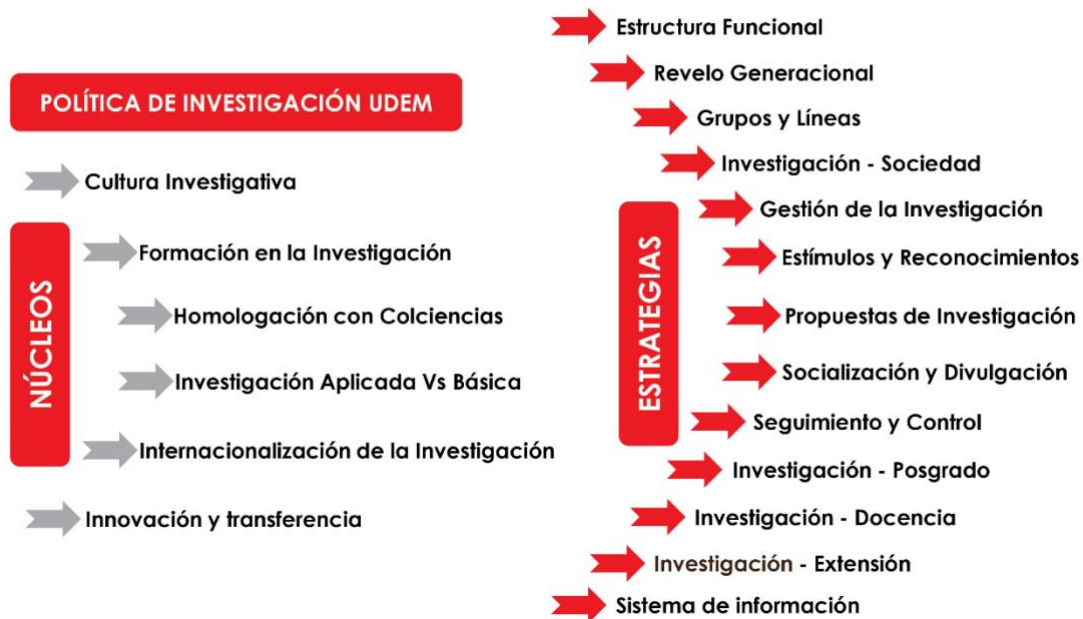 POLÍTICA DE INVESTIGACIÓN UDEM
NÚCLEOS
Cultura Investigativa
Formación en la Investigación
Homologación con Colciencias
Investigación Aplicada Vs Básica
Internacionalización de la Investigación
Innovación y transferencia
ESTRATEGIAS
Estructura Funcional
Revelo Generacional
Grupos y Líneas
Investigación - Sociedad
Gestión de la Investigación
Estímulos y Reconocimientos
Propuestas de Investigación
Socialización y Divulgación
Seguimiento y Control
Investigación - Posgrado
Investigación - Docencia
Investigación - Extensión
Sistema de información